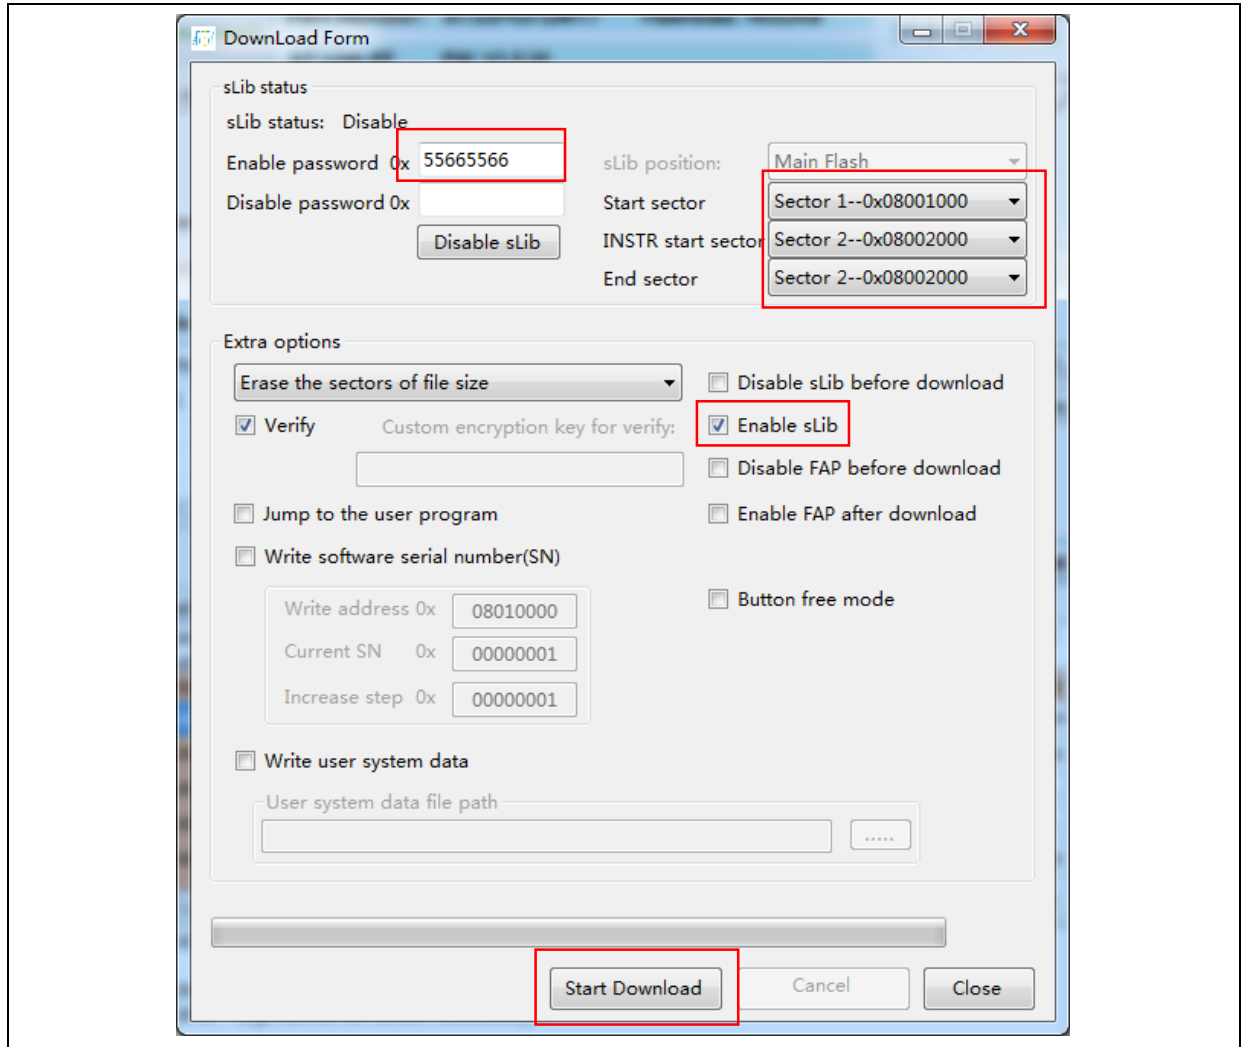 DownLoad Form
sLib status
sLib status: Disable
Enable password 0x 55665566
sLib position: Main Flash
Disable password 0x
Start sector Sector 1--0x08001000
Disable sLib
INSTR start sector Sector 2--0x08002000
End sector Sector 2--0x08002000
Extra options
Erase the sectors of file size
Disable sLib before download
Verify
Custom encryption key for verify:
Enable sLib
Disable FAP before download
Jump to the user program
Enable FAP after download
Write software serial number(SN)
Write address 0x 08010000
Button free mode
Current SN 0x 00000001
Increase step 0x 00000001
Write user system data
User system data file path
.....
Start Download
Cancel
Close